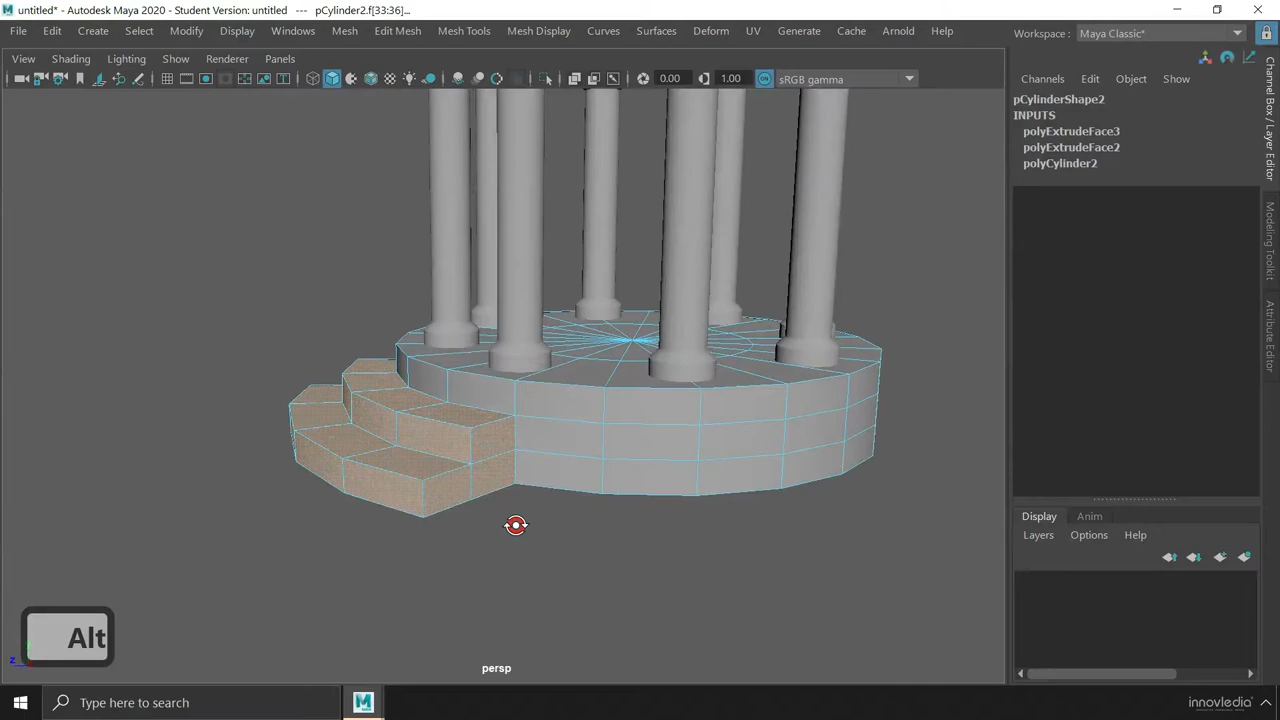 untitled* - Autodesk Maya 2020 - Student Version: untitled --- pCylinder2.f[33:36]...
File Edit Create Select Modify Display Windows Mesh Edit Mesh Mesh Tools Mesh Display Curves Surfaces Deform UV Generate Cache Arnold Help
Workspace : Maya Classic*
View Shading Lighting Show Renderer Panels
0.00 1.00 ON sRGB gamma
Channels Edit Object Show
pCylinderShape2
INPUTS
polyExtrudeFace3
polyExtrudeFace2
polyCylinder2
Channel Box / Layer Editor
Modeling Toolkit
Attribute Editor
Display Anim
Layers Options Help
Alt
y
z
persp
Type here to search
innovledia